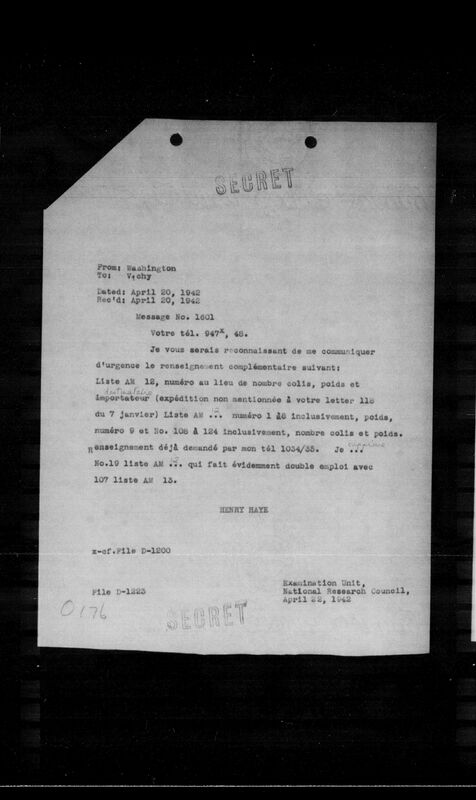 SECRET
From: Washington
To: Vichy
Dated: April 20, 1942
Rec'd: April 20, 1942
Message No. 1601
Votre tél. 947x, 48.
Je vous serais reconnaissant de me communiquer
d'urgence le renseignement complémentaire suivant:
Liste AM 12, numéro au lieu de nombre colis, poids et
destinataire
importateur (expédition non mentionnée à votre letter 118
du 7 janvier) Liste AM ... numéro 1 à8 inclusivement, poids,
numéro 9 et No. 108 à 124 inclusivement, nombre colis et poids.
Renseignement déjà demandé par mon tél 1034/35. Je ...
supprime
No.19 liste AM ... qui fait évidemment double emploi avec
107 liste AM 13.
HENRY HAYE
x-cf.File D-1200
File D-1223
Examination Unit,
National Research Council,
April 22, 1942
0176
SECRET